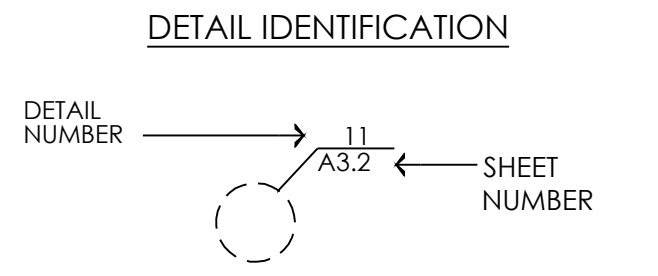 DETAIL IDENTIFICATION
DETAIL
NUMBER
11
A3.2
SHEET
NUMBER